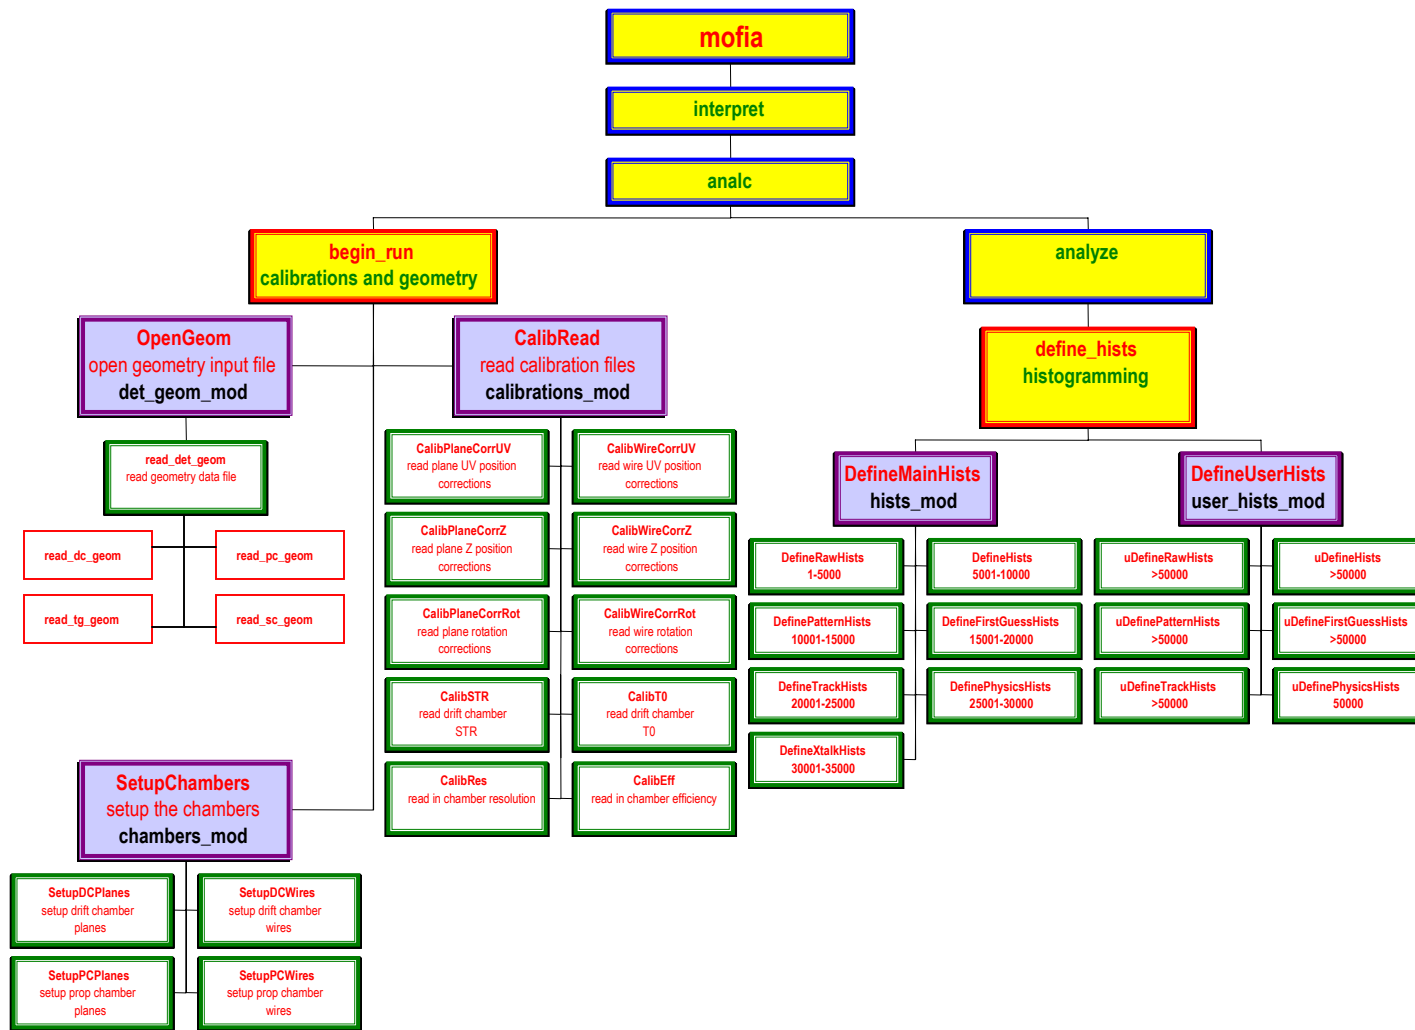 mofia
interpret
analc
begin_run
calibrations and geometry
analyze
OpenGeom
open geometry input file
det_geom_mod
CalibRead
read calibration files
calibrations_mod
define_hists
histogramming
read_det_geom
read geometry data file
read_dc_geom
read_pc_geom
read_tg_geom
read_sc_geom
CalibPlaneCorrUV
read plane UV position
corrections
CalibWireCorrUV
read wire UV position
corrections
CalibPlaneCorrZ
read plane Z position
corrections
CalibWireCorrZ
read wire Z position
corrections
CalibPlaneCorrRot
read plane rotation
corrections
CalibWireCorrRot
read wire rotation
corrections
CalibSTR
read drift chamber
STR
CalibT0
read drift chamber
T0
CalibRes
read in chamber resolution
CalibEff
read in chamber efficiency
DefineMainHists
hists_mod
DefineUserHists
user_hists_mod
DefineRawHists
1-5000
DefineHists
5001-10000
DefinePatternHists
10001-15000
DefineFirstGuessHists
15001-20000
DefineTrackHists
20001-25000
DefinePhysicsHists
25001-30000
DefineXtalkHists
30001-35000
uDefineRawHists
>50000
uDefineHists
>50000
uDefinePatternHists
>50000
uDefineFirstGuessHists
>50000
uDefineTrackHists
>50000
uDefinePhysicsHists
50000
SetupChambers
setup the chambers
chambers_mod
SetupDCPlanes
setup drift chamber
planes
SetupDCWires
setup drift chamber
wires
SetupPCPlanes
setup prop chamber
planes
SetupPCWires
setup prop chamber
wires